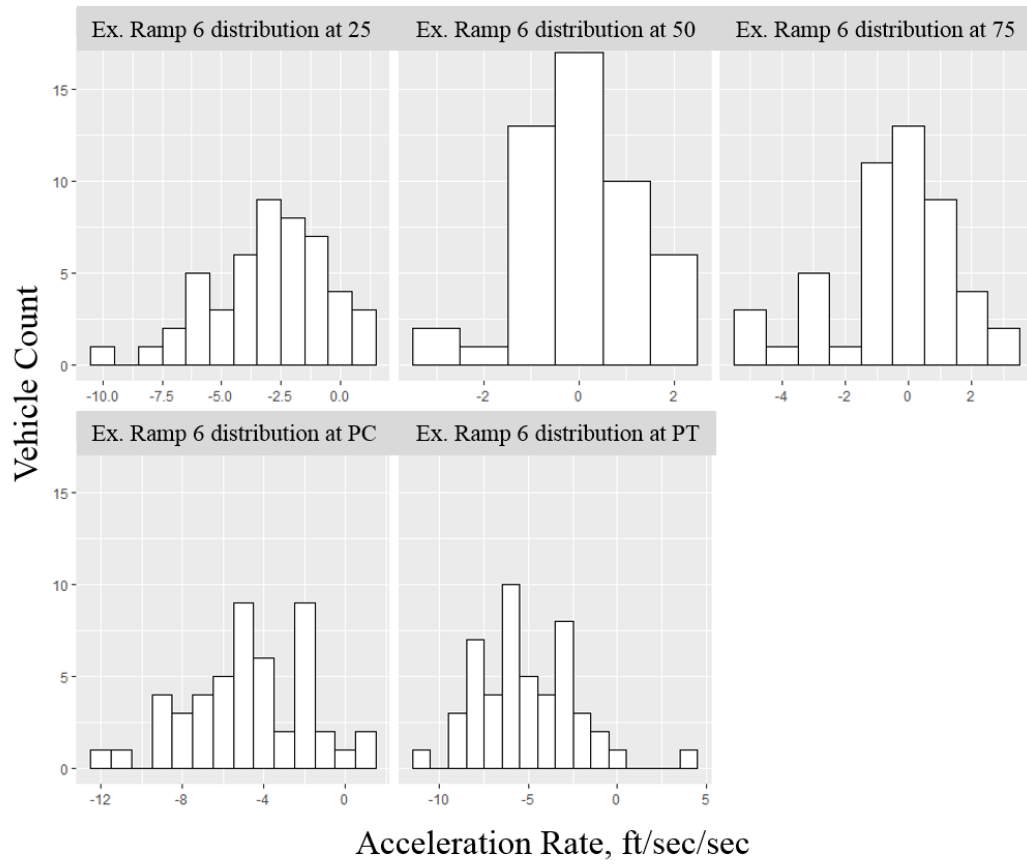 Ex. Ramp 6 distribution at 25
Ex. Ramp 6 distribution at 50
Ex. Ramp 6 distribution at 75
15
10
5
0
-10.0 -7.5 -5.0 -2.5 0.0
-2 0 2
-4 -2 0 2
Vehicle Count
Ex. Ramp 6 distribution at PC
Ex. Ramp 6 distribution at PT
15
10
5
0
-12 -8 -4 0
-10 -5 0 5
Acceleration Rate, ft/sec/sec